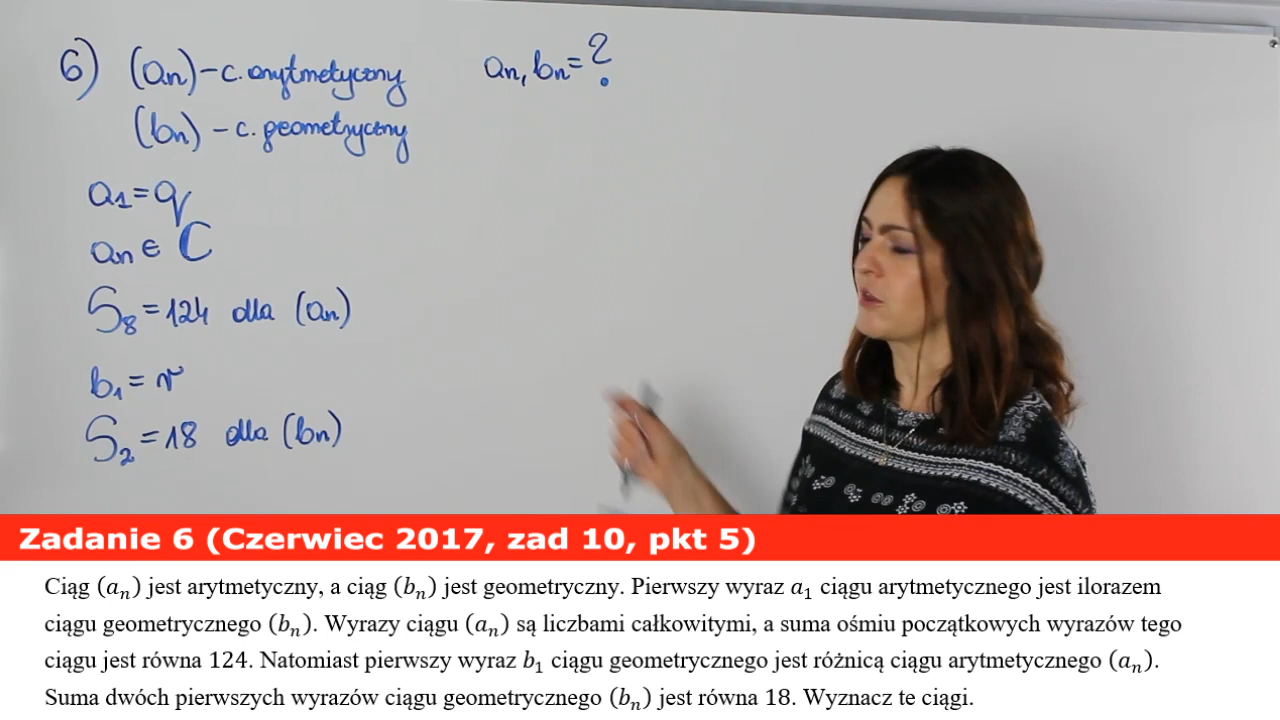 6) (an) - c. arytmetyczny an, bn = ?
(bn) - c. geometryczny
a1 = q
an ∈ C
S8 = 124 dla (an)
b1 = r
S2 = 18 dla (bn)
Zadanie 6 (Czerwiec 2017, zad 10, pkt 5)
Ciąg (aₙ) jest arytmetyczny, a ciąg (bₙ) jest geometryczny. Pierwszy wyraz a₁ ciągu arytmetycznego jest ilorazem
ciągu geometrycznego (bₙ). Wyrazy ciągu (aₙ) są liczbami całkowitymi, a suma ośmiu początkowych wyrazów tego
ciągu jest równa 124. Natomiast pierwszy wyraz b₁ ciągu geometrycznego jest różnicą ciągu arytmetycznego (aₙ).
Suma dwóch pierwszych wyrazów ciągu geometrycznego (bₙ) jest równa 18. Wyznacz te ciągi.